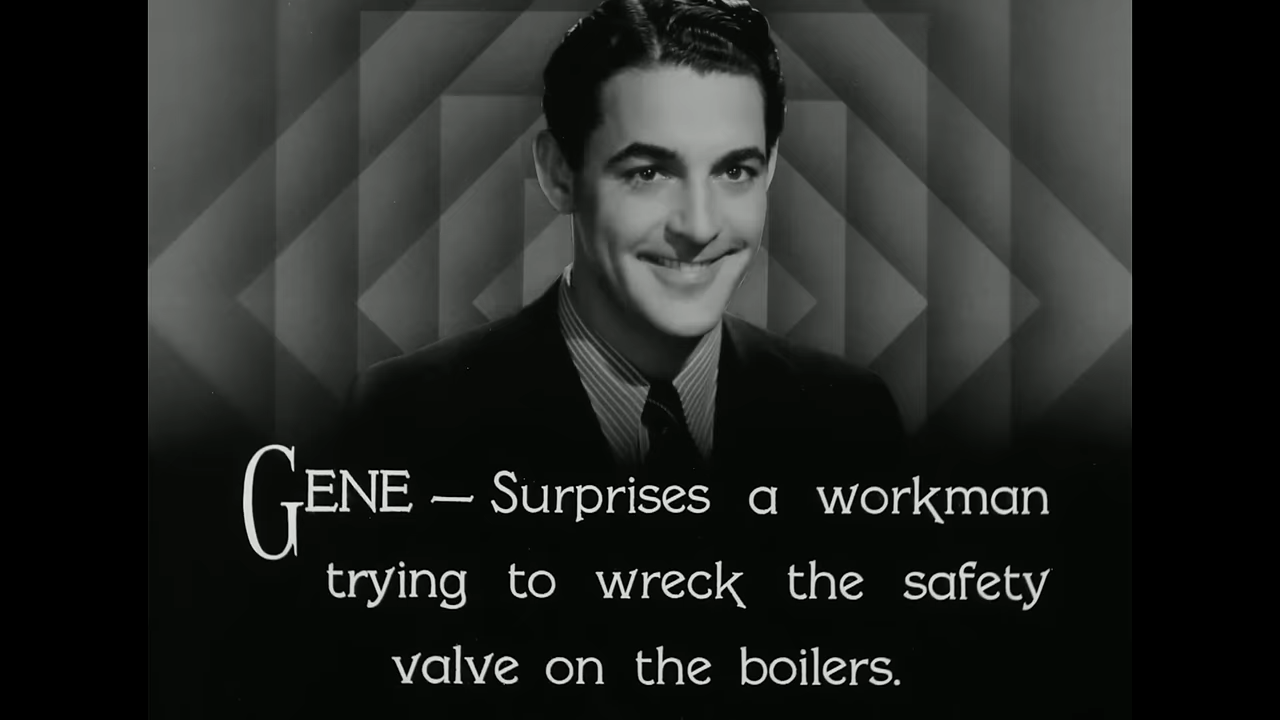 GENE — Surprises a workman
trying to wreck the safety
valve on the boilers.